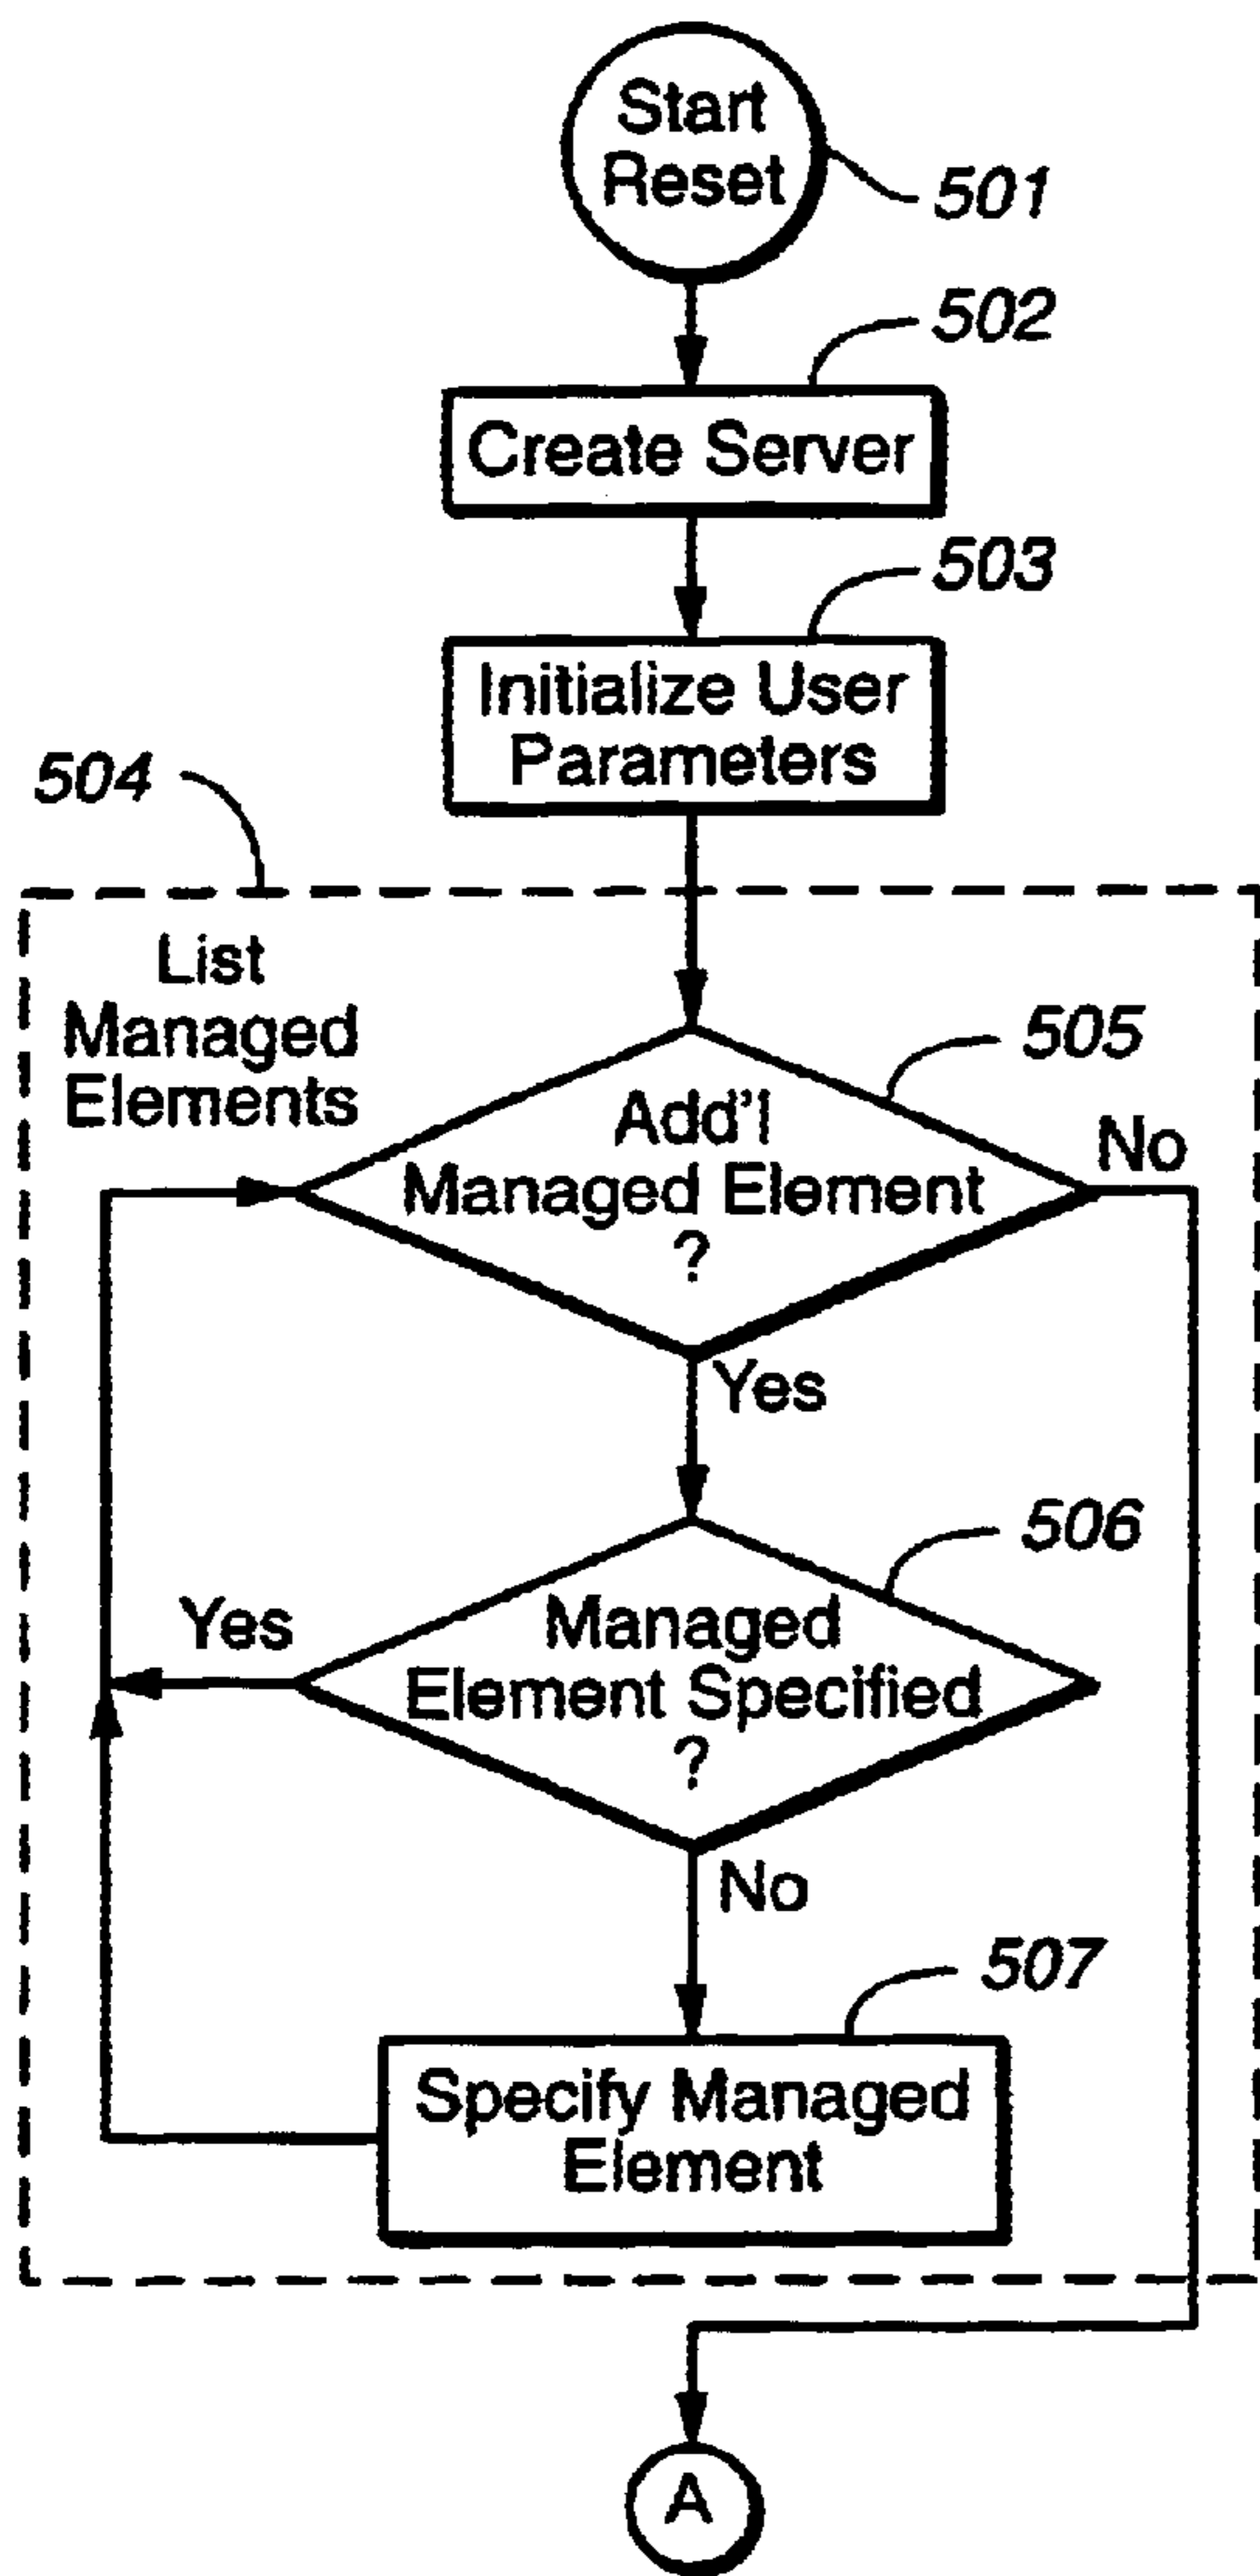 Start
Reset
501
502
Create Server
503
Initialize User
Parameters
504
List
Managed
Elements
505
Add'l
Managed Element
?
No
Yes
506
Managed
Element Specified
?
Yes
No
507
Specify Managed
Element
A